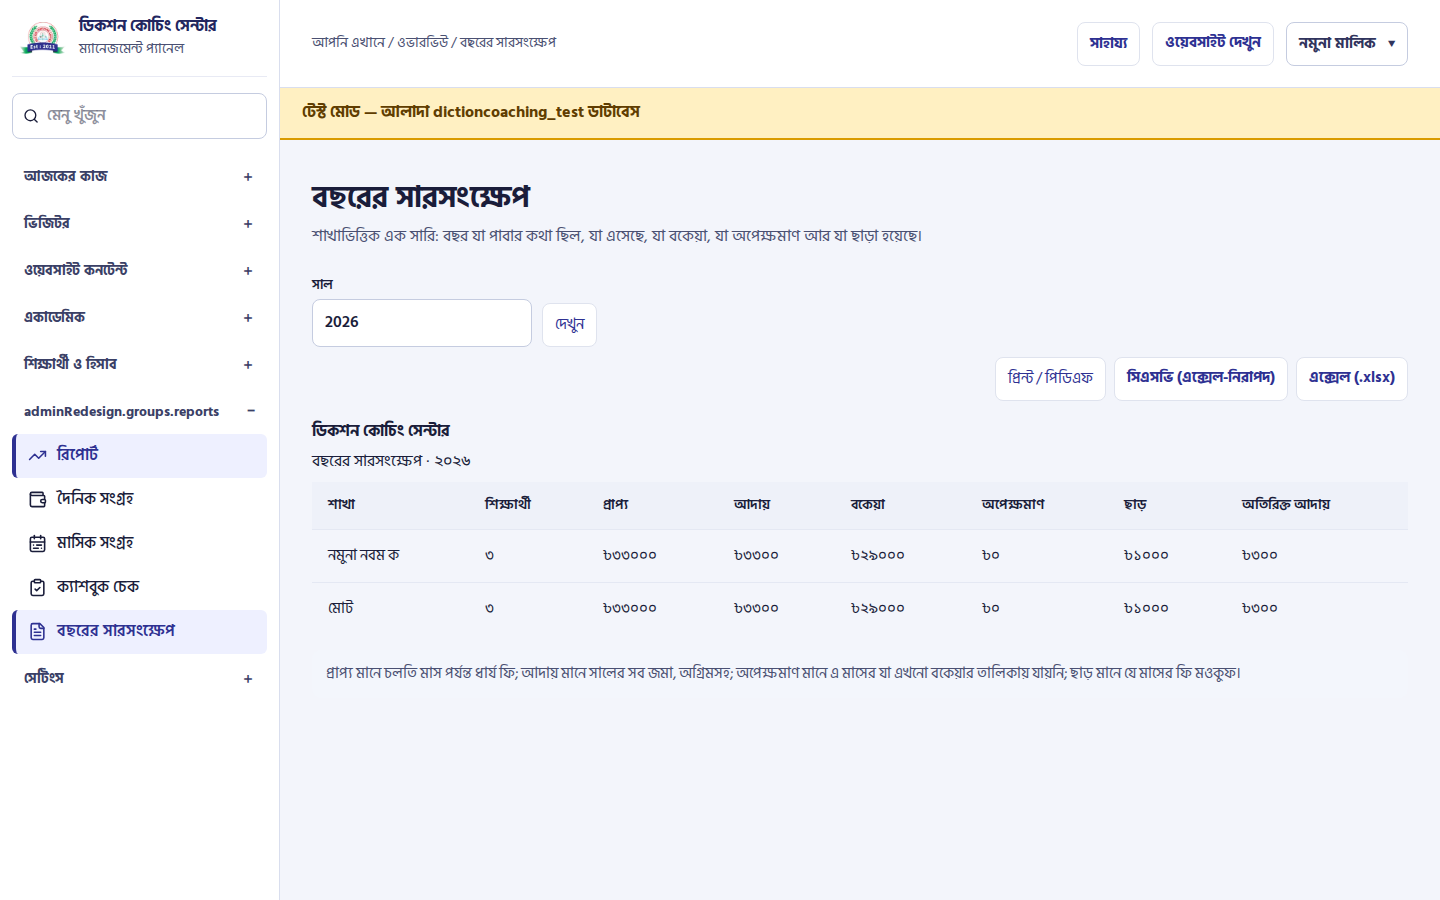 ডিকশন কোচিং সেন্টার
ম্যানেজমেন্ট প্যানেল
Est : 2011
মেনু খুঁজুন
আজকের কাজ +
ভিজিটর +
ওয়েবসাইট কনটেন্ট +
একাডেমিক +
শিক্ষার্থী ও হিসাব +
adminRedesign.groups.reports −
রিপোর্ট
দৈনিক সংগ্রহ
মাসিক সংগ্রহ
ক্যাশবুক চেক
বছরের সারসংক্ষেপ
সেটিংস +
আপনি এখানে / ওভারভিউ / বছরের সারসংক্ষেপ
সাহায্য
ওয়েবসাইট দেখুন
নমুনা মালিক ▾
টেস্ট মোড — আলাদা dictioncoaching_test ডাটাবেস
বছরের সারসংক্ষেপ
শাখাভিত্তিক এক সারি: বছর যা পাবার কথা ছিল, যা এসেছে, যা বকেয়া, যা অপেক্ষমাণ আর যা ছাড়া হয়েছে।
সাল
2026 দেখুন
প্রিন্ট / পিডিএফ সিএসভি (এক্সেল-নিরাপদ) এক্সেল (.xlsx)
ডিকশন কোচিং সেন্টার
বছরের সারসংক্ষেপ · ২০২৬
শাখা শিক্ষার্থী প্রাপ্য আদায় বকেয়া অপেক্ষমাণ ছাড় অতিরিক্ত আদায়
নমুনা নবম ক ৩ ৳৩৩০০০ ৳৩৩০০ ৳২৯০০০ ৳০ ৳১০০০ ৳৩০০
মোট ৩ ৳৩৩০০০ ৳৩৩০০ ৳২৯০০০ ৳০ ৳১০০০ ৳৩০০
প্রাপ্য মানে চলতি মাস পর্যন্ত ধার্য ফি; আদায় মানে সালের সব জমা, অগ্রিমসহ; অপেক্ষমাণ মানে এ মাসের যা এখনো বকেয়ার তালিকায় যায়নি; ছাড় মানে যে মাসের ফি মওকুফ।